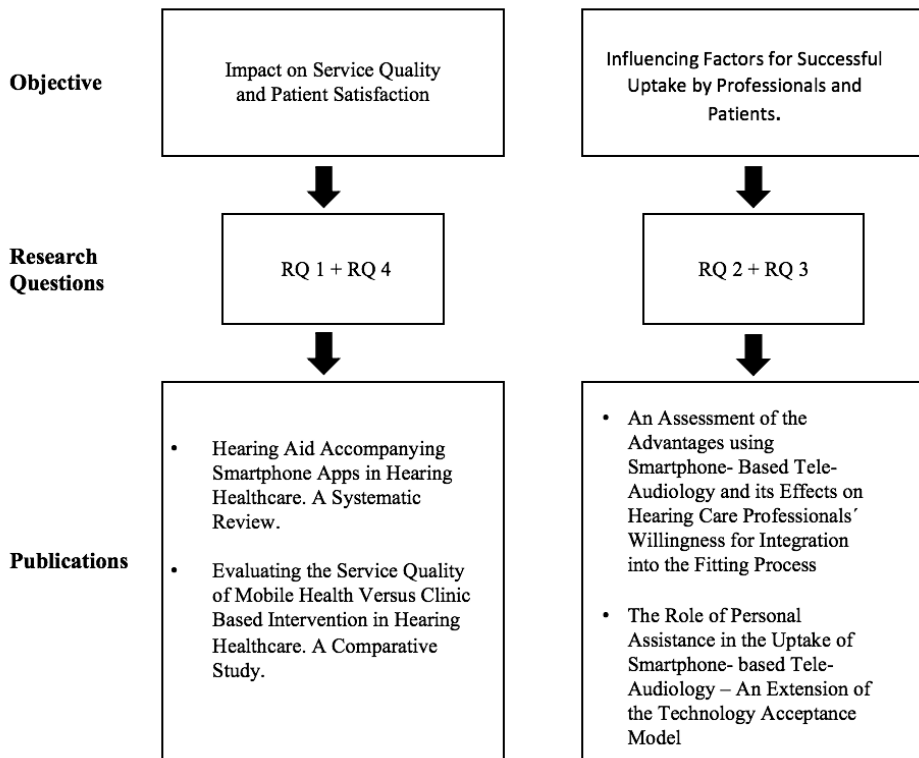 Objective
Impact on Service Quality
and Patient Satisfaction
Influencing Factors for Successful
Uptake by Professionals and
Patients.
Research
Questions
RQ 1 + RQ 4
RQ 2 + RQ 3
Publications
• Hearing Aid Accompanying
Smartphone Apps in Hearing
Healthcare. A Systematic
Review.
• Evaluating the Service Quality
of Mobile Health Versus Clinic
Based Intervention in Hearing
Healthcare. A Comparative
Study.
• An Assessment of the
Advantages using
Smartphone- Based Tele-
Audiology and its Effects on
Hearing Care Professionals´
Willingness for Integration
into the Fitting Process
• The Role of Personal
Assistance in the Uptake of
Smartphone- based Tele-
Audiology – An Extension of
the Technology Acceptance
Model